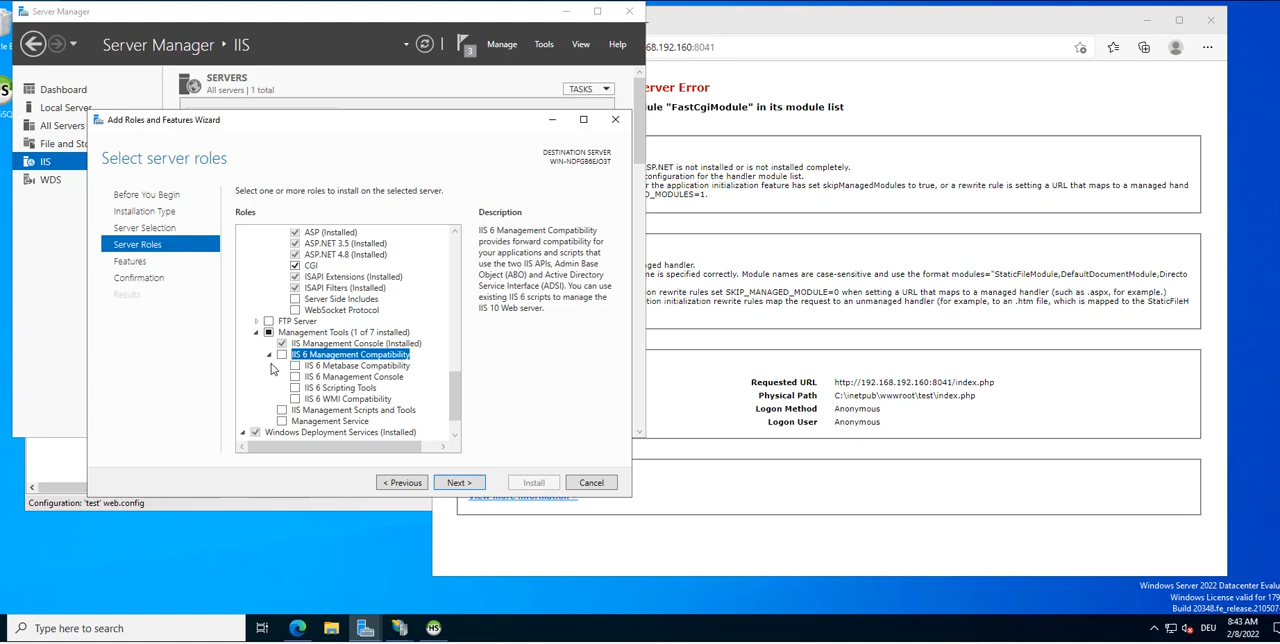 Server Manager
Server Manager ‣ IIS
3
Manage
Tools
View
Help
Dashboard
Local Server
All Servers
File and Sto
IIS
WDS
SERVERS
All servers | 1 total
TASKS
Add Roles and Features Wizard
Select server roles
DESTINATION SERVER
WIN-NDFGB6EJO3T
Before You Begin
Installation Type
Server Selection
Server Roles
Features
Confirmation
Results
Select one or more roles to install on the selected server.
Roles
ASP (Installed)
ASP.NET 3.5 (Installed)
ASP.NET 4.8 (Installed)
CGI
ISAPI Extensions (Installed)
ISAPI Filters (Installed)
Server Side Includes
WebSocket Protocol
FTP Server
Management Tools (1 of 7 installed)
IIS Management Console (Installed)
IIS 6 Management Compatibility
IIS 6 Metabase Compatibility
IIS 6 Management Console
IIS 6 Scripting Tools
IIS 6 WMI Compatibility
IIS Management Scripts and Tools
Management Service
Windows Deployment Services (Installed)
Description
IIS 6 Management Compatibility
provides forward compatibility for
your applications and scripts that
use the two IIS APIs, Admin Base
Object (ABO) and Active Directory
Service Interface (ADSI). You can use
existing IIS 6 scripts to manage the
IIS 10 Web server.
< Previous
Next >
Install
Cancel
Configuration: 'test' web.config
68.192.160:8041
erver Error
ule "FastCgiModule" in its module list
SP.NET is not installed or is not installed completely.
configuration for the handler module list.
r the application initialization feature has set skipManagedModules to true, or a rewrite rule is setting a URL that maps to a managed hand
D_MODULES=1.
naged handler.
e is specified correctly. Module names are case-sensitive and use the format modules="StaticFileModule,DefaultDocumentModule,Directo
on rewrite rules set SKIP_MANAGED_MODULE=0 when setting a URL that maps to a managed handler (such as .aspx, for example.)
ation initialization rewrite rules map the request to an unmanaged handler (for example, to an .htm file, which is mapped to the StaticFileH
Requested URL http://192.168.192.160:8041/index.php
Physical Path C:\inetpub\wwwroot\test\index.php
Logon Method Anonymous
Logon User Anonymous
View more information »
Windows Server 2022 Datacenter Evalu
Windows License valid for 179
Build 20348.fe_release.210507
Type here to search
HS
DEU
8:43 AM
2/8/2022